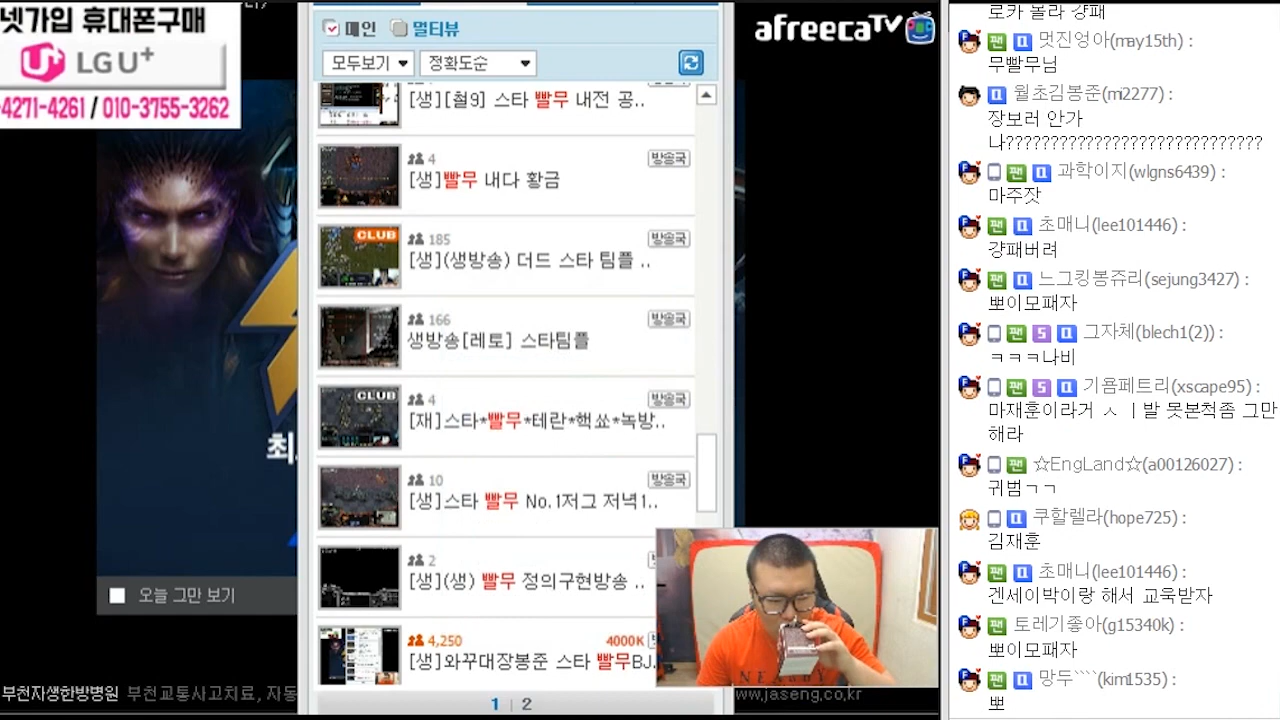 넷가입 휴대폰구매
LG U+
-4271-4261 / 010-3755-3262
메인 멀티뷰
모두보기 정확도순
[생][철9] 스타 빨무 내전 공..
4 방송국
[생]빨무 내다 황금
CLUB
185 방송국
[생](생방송) 더드 스타 팀플 ..
166 방송국
생방송[레토] 스타팀플
CLUB
4 방송국
[재]스타*빨무*테란*핵쑈*녹방..
10 방송국
[생]스타 빨무 No.1저그 저녁1..
2
[생](생) 빨무 정의구현방송 ..
4,250 4000K
[생]와꾸대장봉준 스타 빨무BJ..
1 | 2
최
오늘 그만 보기
부천자생한방병원 부천교통사고치료, 자동
www.jaseng.co.kr
afreecaTV
로카 몰라 걍패
멋진엉아(may15th) :
무빨무님
월초김봉준(mi2277) :
장보러 안가
나????????????????????????????
과학이지(wlgns6439) :
마주잣
초매니(lee101446) :
걍패버려
느그킹봉쥬리(sejung3427) :
뽀이모패자
그자체(blech1(2)) :
ㅋㅋㅋ나비
기욤페트리(xscape95) :
마재훈이라거 ㅅ ㅣ발 못본척좀 그만
해라
☆EngLand☆(a00126027) :
귀범ㄱㄱ
쿠할렐라(hope725) :
김재훈
초매니(lee101446) :
겐세이박이랑 해서 교육받자
토레기좋아(g15340k) :
뽀이모패자
망두````(kim1535) :
뽀